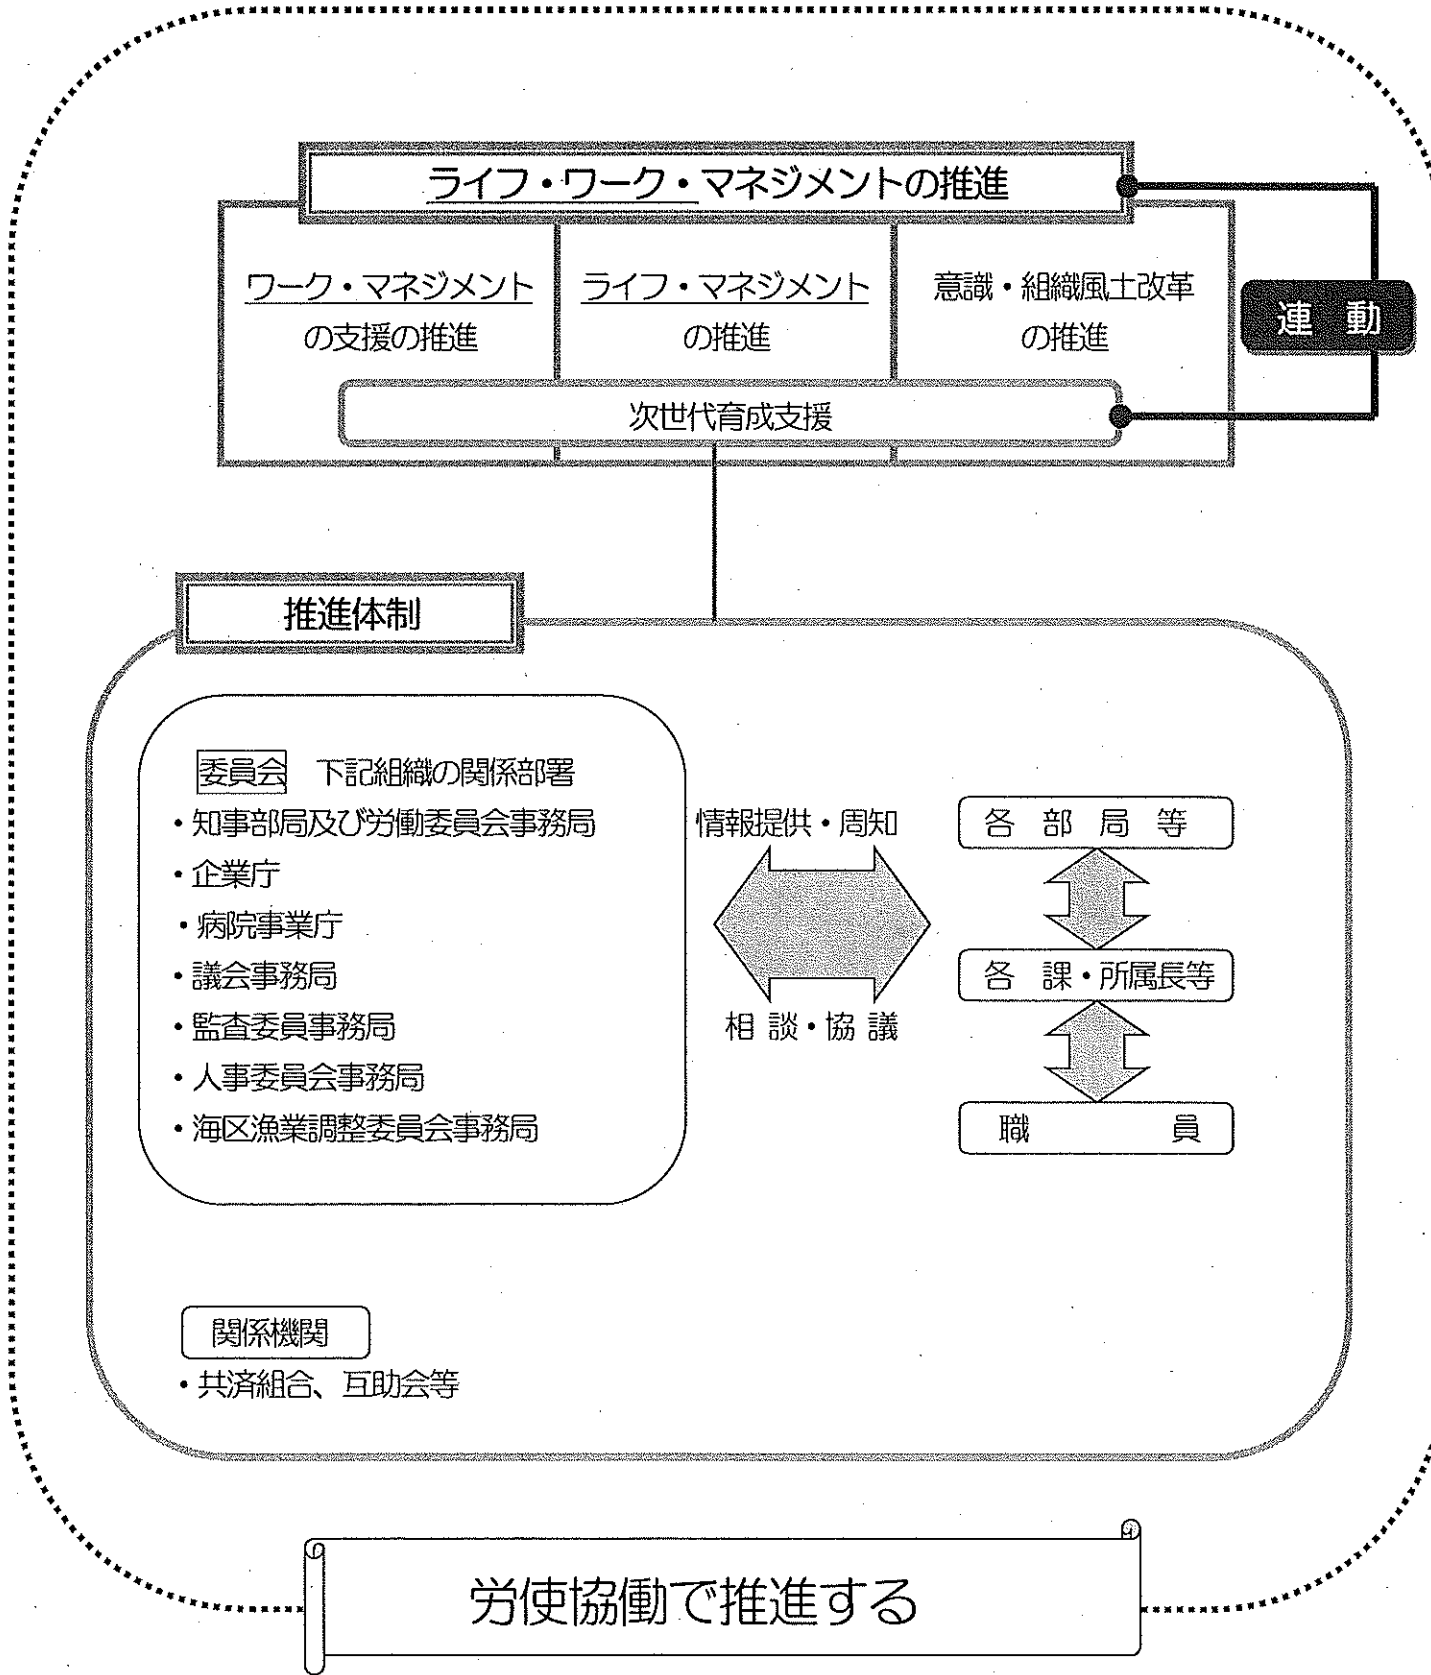 ライフ・ワーク・マネジメントの推進
ワーク・マネジメント
の支援の推進
ライフ・マネジメント
の推進
意識・組織風土改革
の推進
連 動
次世代育成支援
推進体制
委員会 下記組織の関係部署
・知事部局及び労働委員会事務局
・企業庁
・病院事業庁
・議会事務局
・監査委員事務局
・人事委員会事務局
・海区漁業調整委員会事務局
情報提供・周知
相 談・協 議
各 部 局 等
各 課・所属長等
職 員
関係機関
・共済組合、互助会等
労使協働で推進する